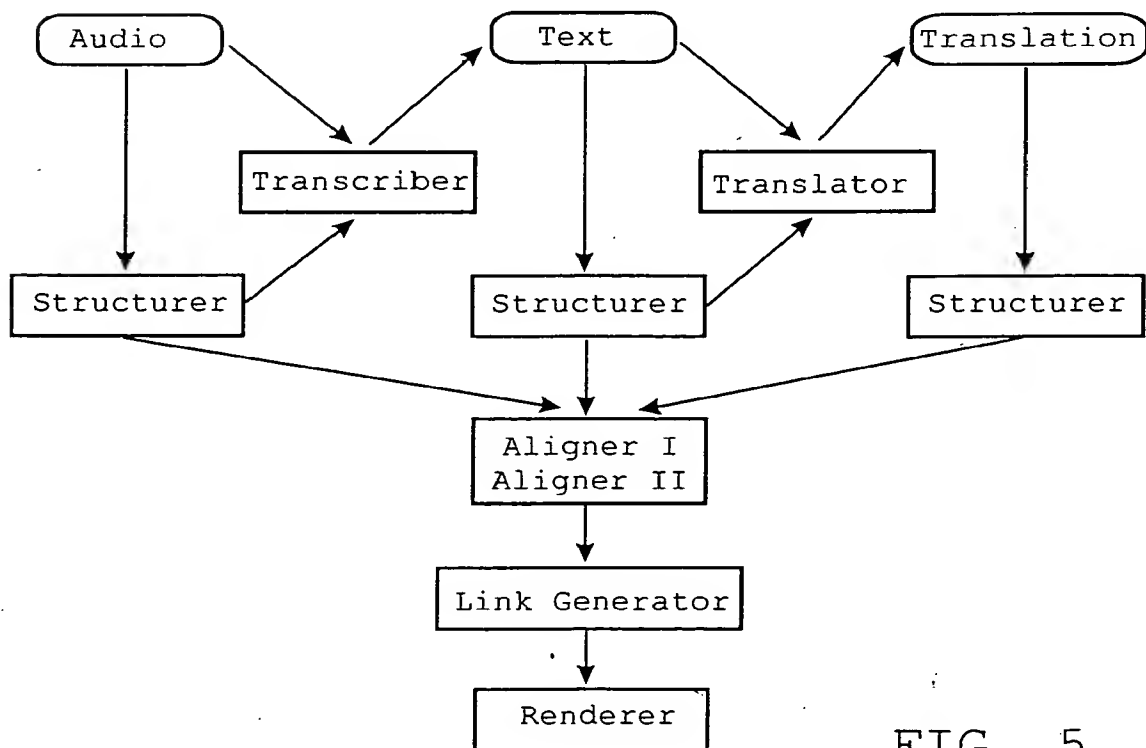 Audio
Text
Translation
Transcriber
Translator
Structurer
Structurer
Structurer
Aligner I
Aligner II
Link Generator
Renderer
FIG. 5